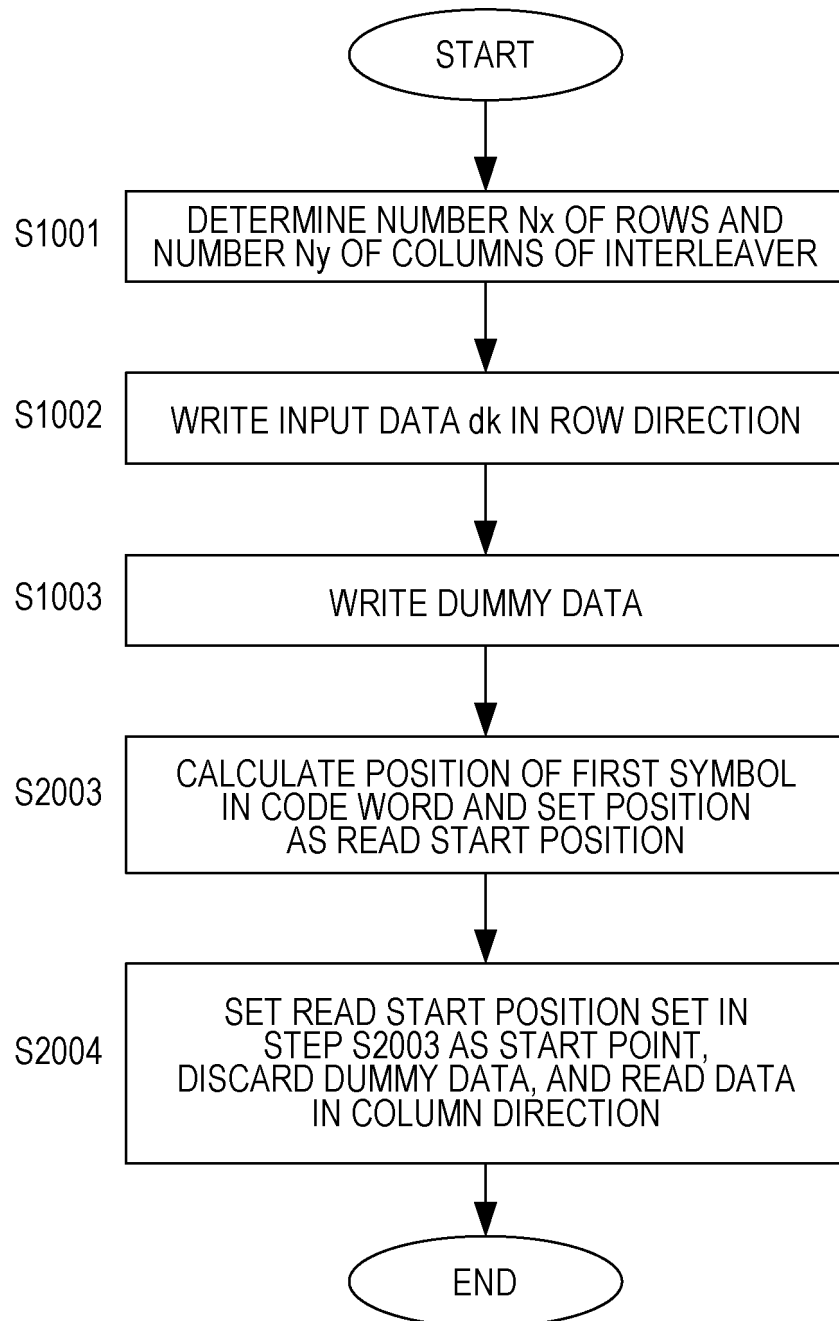 START
S1001
DETERMINE NUMBER Nx OF ROWS AND
NUMBER Ny OF COLUMNS OF INTERLEAVER
S1002
WRITE INPUT DATA dk IN ROW DIRECTION
S1003
WRITE DUMMY DATA
S2003
CALCULATE POSITION OF FIRST SYMBOL
IN CODE WORD AND SET POSITION
AS READ START POSITION
S2004
SET READ START POSITION SET IN
STEP S2003 AS START POINT,
DISCARD DUMMY DATA, AND READ DATA
IN COLUMN DIRECTION
END